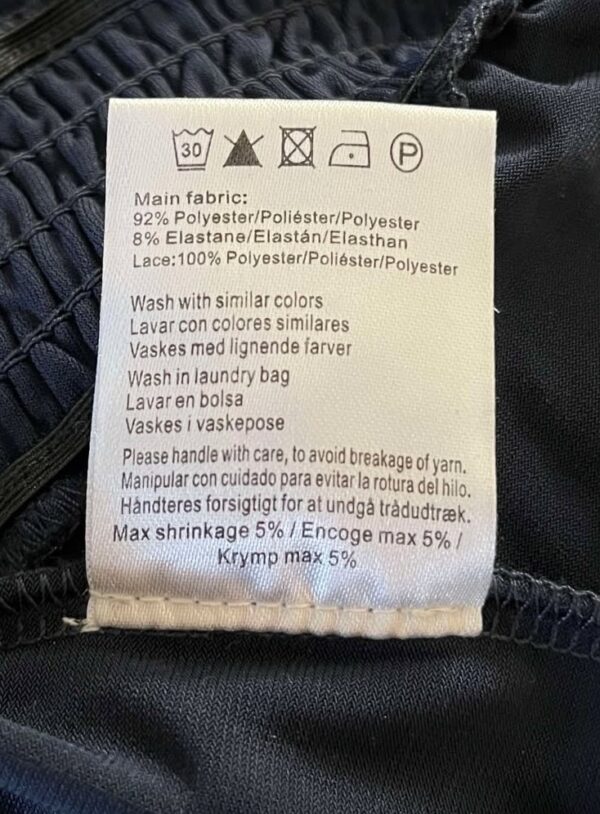 30 P
Main fabric:
92% Polyester/Poliéster/Polyester
8% Elastane/Elastán/Elasthan
Lace:100% Polyester/Poliéster/Polyester
Wash with similar colors
Lavar con colores similares
Vaskes med lignende farver
Wash in laundry bag
Lavar en bolsa
Vaskes i vaskepose
Please handle with care, to avoid breakage of yarn.
Manipular con cuidado para evitar la rotura del hilo.
Håndteres forsigtigt for at undgå trådudtræk.
Max shrinkage 5% / Encoge max 5% /
Krymp max 5%